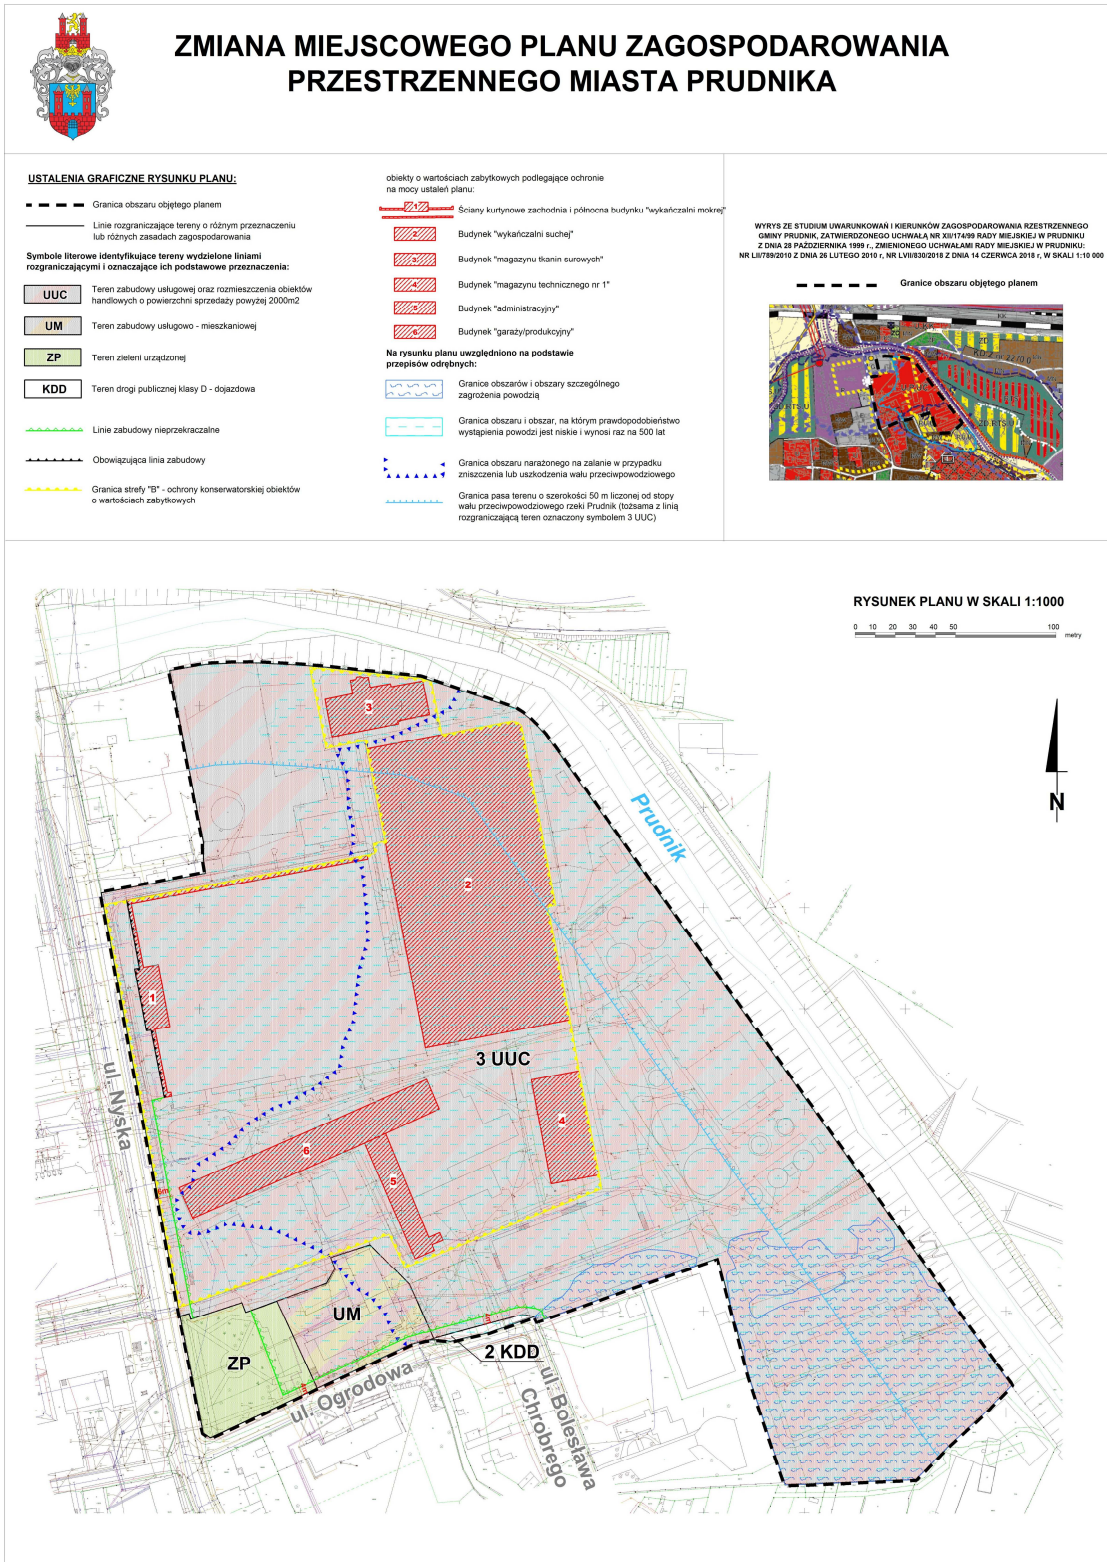 ZMIANA MIEJSCOWEGO PLANU ZAGOSPODAROWANIA
PRZESTRZENNEGO MIASTA PRUDNIKA
USTALENIA GRAFICZNE RYSUNKU PLANU:
Granica obszaru objętego planem
Linie rozgraniczające tereny o różnym przeznaczeniu
lub różnych zasadach zagospodarowania
Symbole literowe identyfikujące tereny wydzielone liniami
rozgraniczającymi i oznaczające ich podstawowe przeznaczenia:
UUC
Teren zabudowy usługowej oraz rozmieszczenia obiektów
handlowych o powierzchni sprzedaży powyżej 2000m2
UM
Teren zabudowy usługowo - mieszkaniowej
ZP
Teren zieleni urządzonej
KDD
Teren drogi publicznej klasy D - dojazdowa
Linie zabudowy nieprzekraczalne
Obowiązująca linia zabudowy
Granica strefy "B" - ochrony konserwatorskiej obiektów
o wartościach zabytkowych
obiekty o wartościach zabytkowych podlegające ochronie
na mocy ustaleń planu:
1
Ściany kurtynowe zachodnia i północna budynku "wykańczalni mokrej"
2
Budynek "wykańczalni suchej"
3
Budynek "magazynu tkanin surowych"
4
Budynek "magazynu technicznego nr 1"
5
Budynek "administracyjny"
6
Budynek "garaży/produkcyjny"
Na rysunku planu uwzględniono na podstawie
przepisów odrębnych:
Granice obszarów i obszary szczególnego
zagrożenia powodzią
Granica obszaru i obszar, na którym prawdopodobieństwo
wystąpienia powodzi jest niskie i wynosi raz na 500 lat
Granica obszaru narażonego na zalanie w przypadku
zniszczenia lub uszkodzenia wału przeciwpowodziowego
Granica pasa terenu o szerokości 50 m liczonej od stopy
wału przeciwpowodziowego rzeki Prudnik (tożsama z linią
rozgraniczającą teren oznaczony symbolem 3 UUC)
WYRYS ZE STUDIUM UWARUNKOWAŃ I KIERUNKÓW ZAGOSPODAROWANIA RZESTRZENNEGO
GMINY PRUDNIK, ZATWIERDZONEGO UCHWAŁĄ NR XII/174/99 RADY MIEJSKIEJ W PRUDNIKU
Z DNIA 28 PAŹDZIERNIKA 1999 r., ZMIENIONEGO UCHWAŁAMI RADY MIEJSKIEJ W PRUDNIKU:
NR LII/789/2010 Z DNIA 26 LUTEGO 2010 r, NR LVII/830/2018 Z DNIA 14 CZERWCA 2018 r, W SKALI 1:10 000
Granice obszaru objętego planem
RYSUNEK PLANU W SKALI 1:1000
0 10 20 30 40 50 100
metry
N
Prudnik
3
2
1
3 UUC
4
6
5
ul. Nyska
8m
UM
ZP
2 KDD
ul. Ogrodowa
ul. Bolesława
Chrobrego